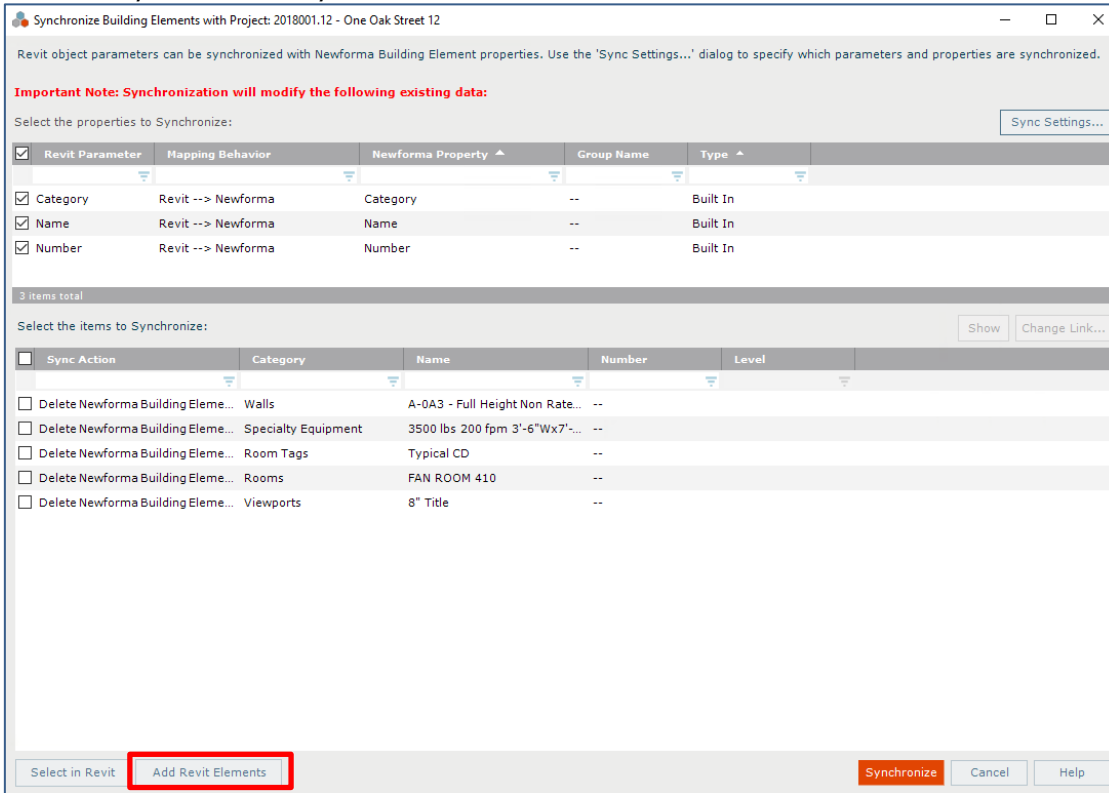 Synchronize Building Elements with Project: 2018001.12 - One Oak Street 12
Revit object parameters can be synchronized with Newforma Building Element properties. Use the 'Sync Settings...' dialog to specify which parameters and properties are synchronized.
Important Note: Synchronization will modify the following existing data:
Select the properties to Synchronize:
Sync Settings...
Revit Parameter Mapping Behavior Newforma Property Group Name Type
Category Revit --> Newforma Category -- Built In
Name Revit --> Newforma Name -- Built In
Number Revit --> Newforma Number -- Built In
3 items total
Select the items to Synchronize:
Show Change Link...
Sync Action Category Name Number Level
Delete Newforma Building Eleme... Walls A-0A3 - Full Height Non Rate... --
Delete Newforma Building Eleme... Specialty Equipment 3500 lbs 200 fpm 3'-6"Wx7'-... --
Delete Newforma Building Eleme... Room Tags Typical CD --
Delete Newforma Building Eleme... Rooms FAN ROOM 410 --
Delete Newforma Building Eleme... Viewports 8" Title --
Select in Revit Add Revit Elements Synchronize Cancel Help